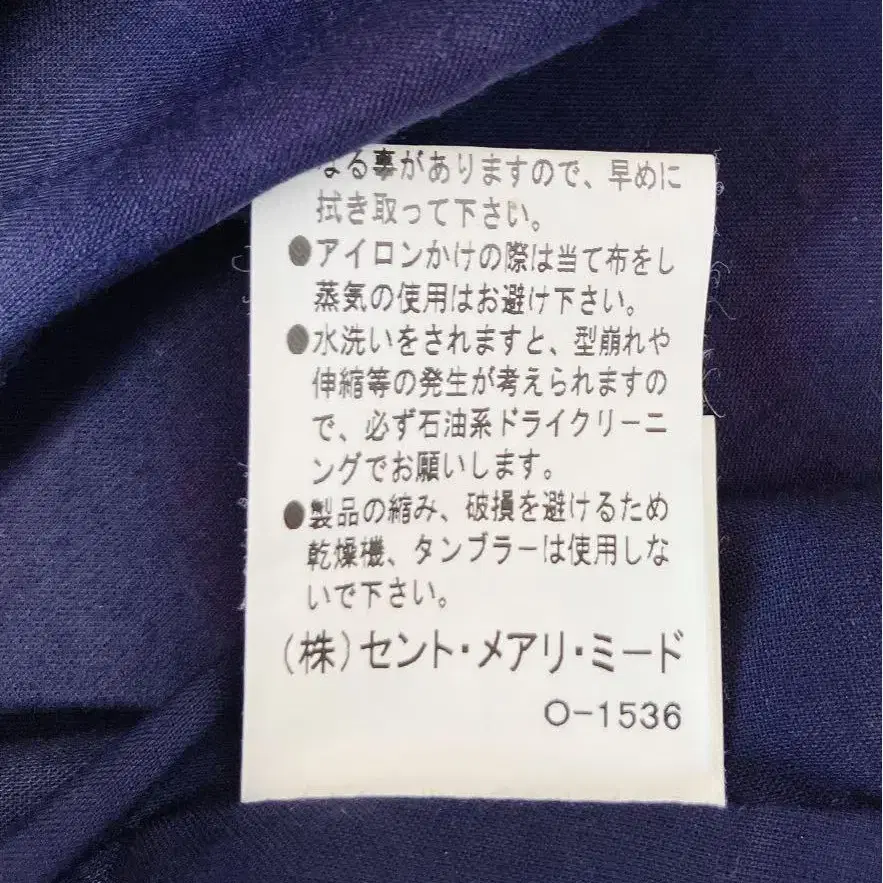 なる事がありますので、早めに
拭き取って下さい。
●アイロンかけの際は当て布をし
蒸気の使用はお避け下さい。
●水洗いをされますと、型崩れや
伸縮等の発生が考えられますの
で、必ず石油系ドライクリーニ
ングでお願いします。
●製品の縮み、破損を避けるため
乾燥機、タンブラーは使用しな
いで下さい。
(株)セント・メアリ・ミード
O-1536